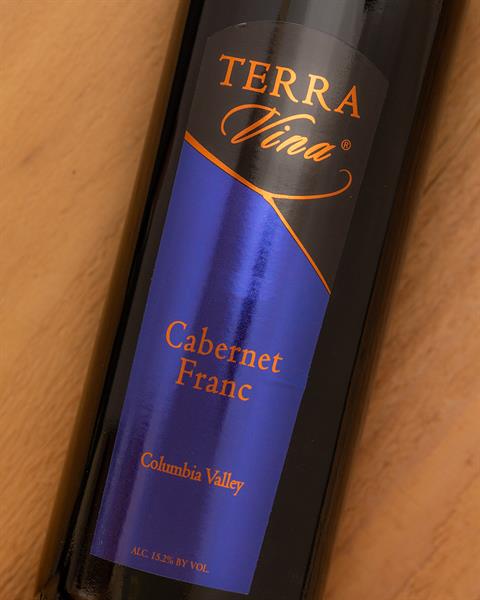 TERRA
Vina ®
Cabernet
Franc
Columbia Valley
ALC. 15.2% BY VOL.